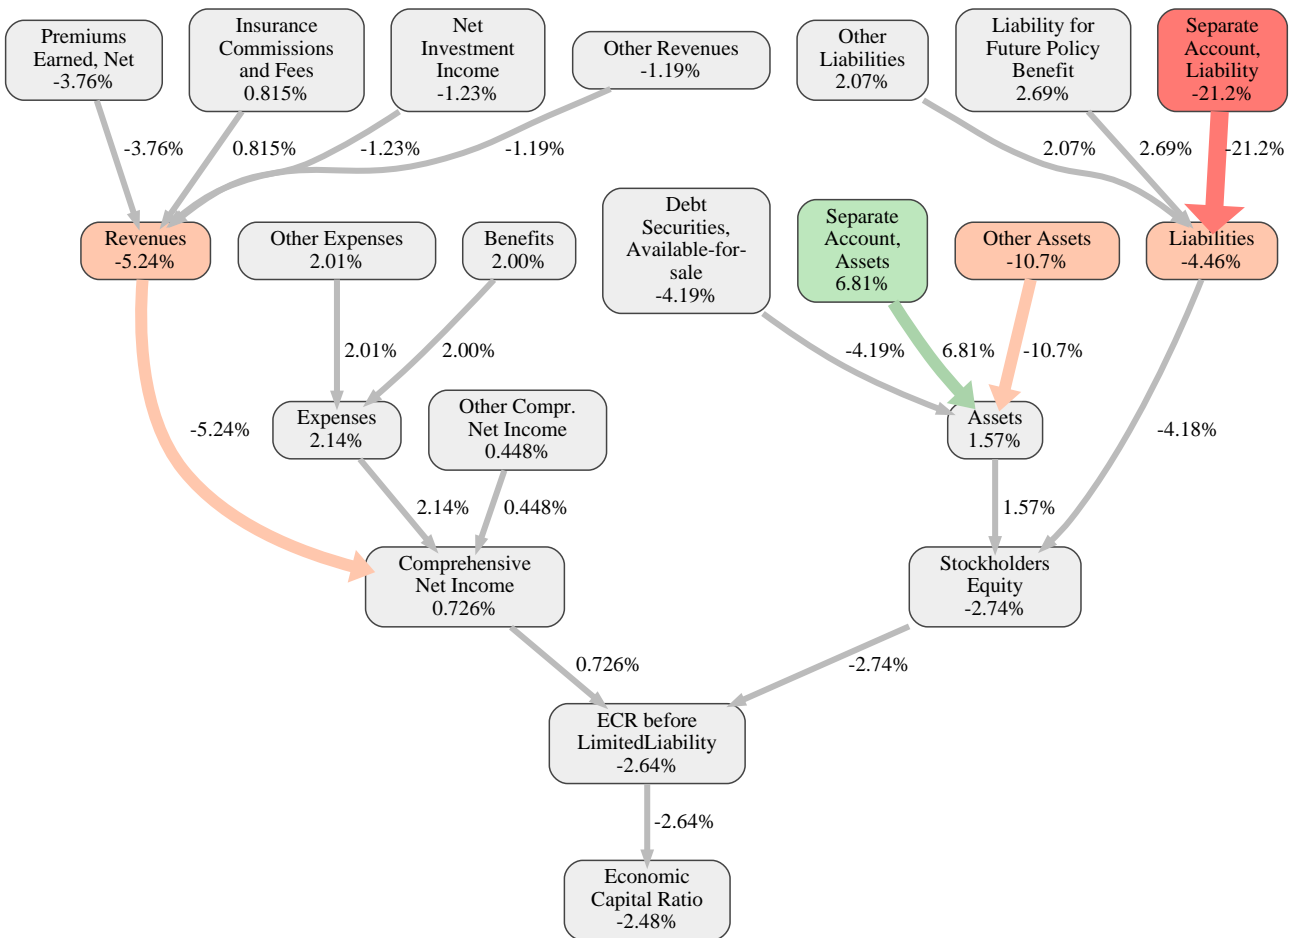 Premiums
Earned, Net
-3.76%
Insurance
Commissions
and Fees
0.815%
Net
Investment
Income
-1.23%
Other Revenues
-1.19%
Other
Liabilities
2.07%
Liability for
Future Policy
Benefit
2.69%
Separate
Account,
Liability
-21.2%
-3.76%
0.815%
-1.23%
-1.19%
2.07%
2.69%
-21.2%
Revenues
-5.24%
Other Expenses
2.01%
Benefits
2.00%
Debt
Securities,
Available-for-
sale
-4.19%
Separate
Account,
Assets
6.81%
Other Assets
-10.7%
Liabilities
-4.46%
2.01%
2.00%
-4.19%
6.81%
-10.7%
-5.24%
Expenses
2.14%
Other Compr.
Net Income
0.448%
Assets
1.57%
-4.18%
2.14%
0.448%
1.57%
Comprehensive
Net Income
0.726%
Stockholders
Equity
-2.74%
0.726%
-2.74%
ECR before
LimitedLiability
-2.64%
-2.64%
Economic
Capital Ratio
-2.48%